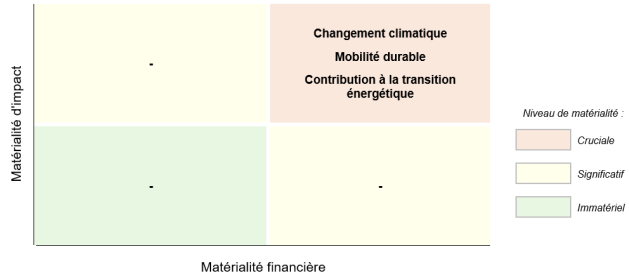 Changement climatique
Mobilité durable
Contribution à la transition
énergétique
-
-
-
Matérialité d'impact
Matérialité financière
Niveau de matérialité :
Cruciale
Significatif
Immatériel